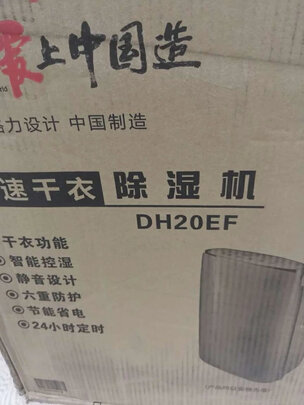 上中国造
力设计 中国制造
速干衣 除湿机
DH20EF
干衣功能
智能控湿
静音设计
六重防护
节能省电
24小时定时